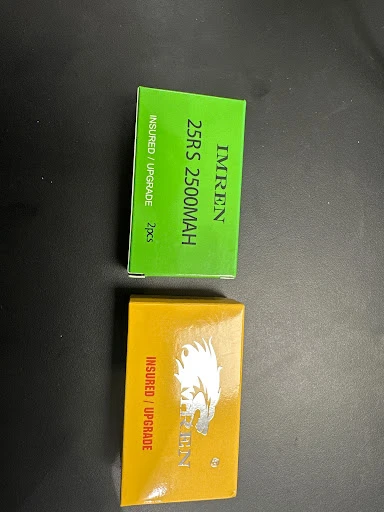 IMREN
25RS 2500MAH
INSURED / UPGRADE
2pcs
IMREN
INSURED / UPGRADE